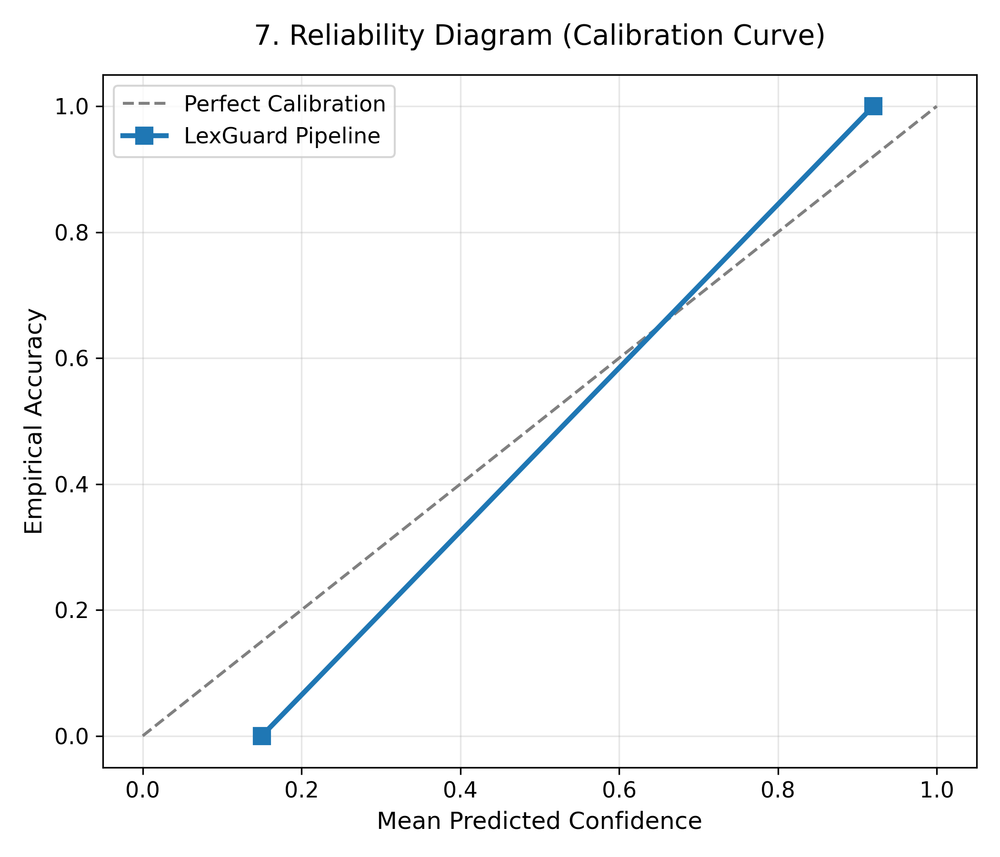 7. Reliability Diagram (Calibration Curve)
Perfect Calibration
LexGuard Pipeline
1.0
0.8
0.6
0.4
0.2
0.0
Empirical Accuracy
0.0 0.2 0.4 0.6 0.8 1.0
Mean Predicted Confidence